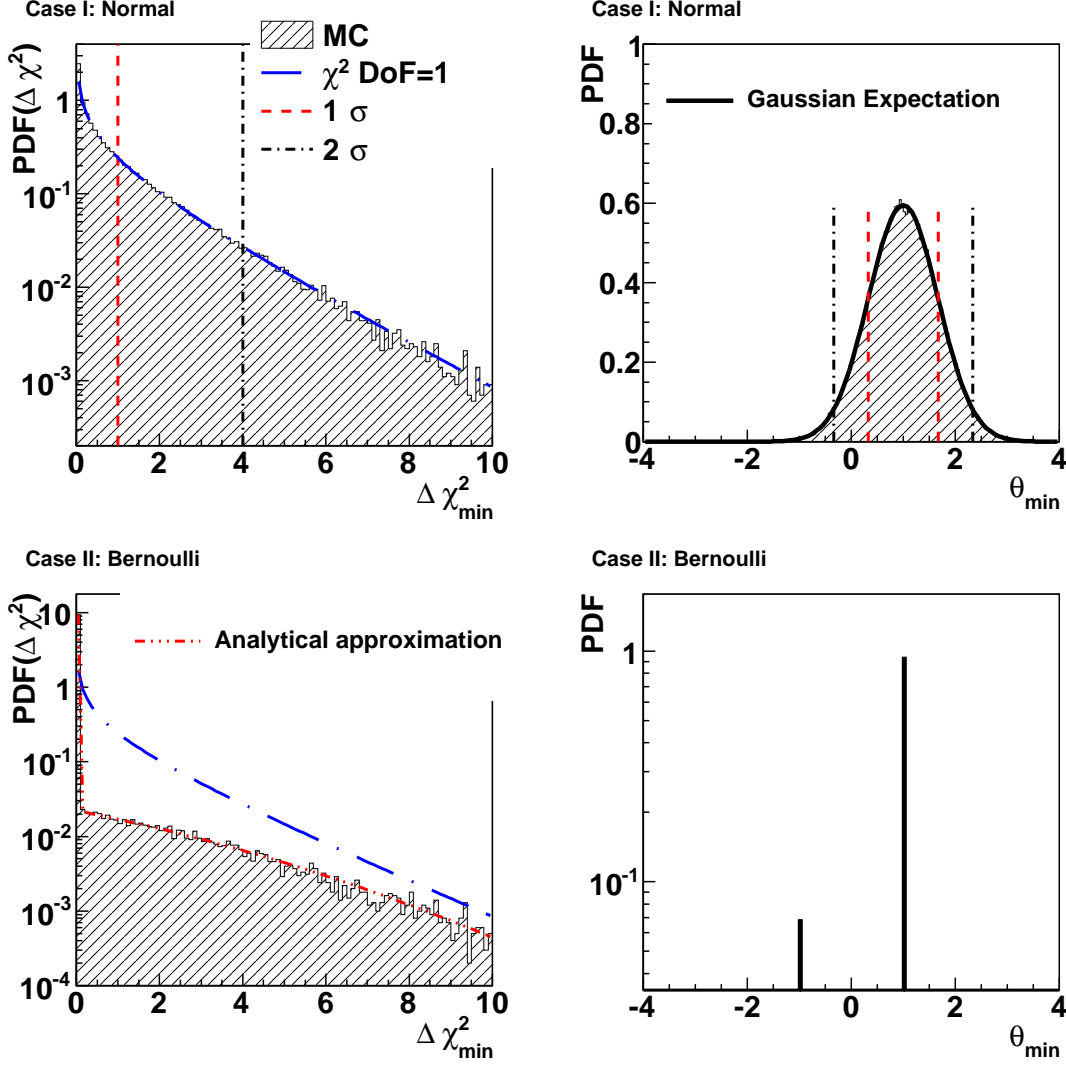 Case I: Normal
PDF(Δ χ²)
1
10⁻¹
10⁻²
10⁻³
0 2 4 6 8 10
Δ χ²min
MC
χ² DoF=1
1 σ
2 σ
Case I: Normal
PDF
1
0.8
0.6
0.4
0.2
0
-4 -2 0 2 4
θmin
Gaussian Expectation
Case II: Bernoulli
PDF(Δ χ²)
10
1
10⁻¹
10⁻²
10⁻³
10⁻⁴
0 2 4 6 8 10
Δ χ²min
Analytical approximation
Case II: Bernoulli
PDF
1
10⁻¹
-4 -2 0 2 4
θmin